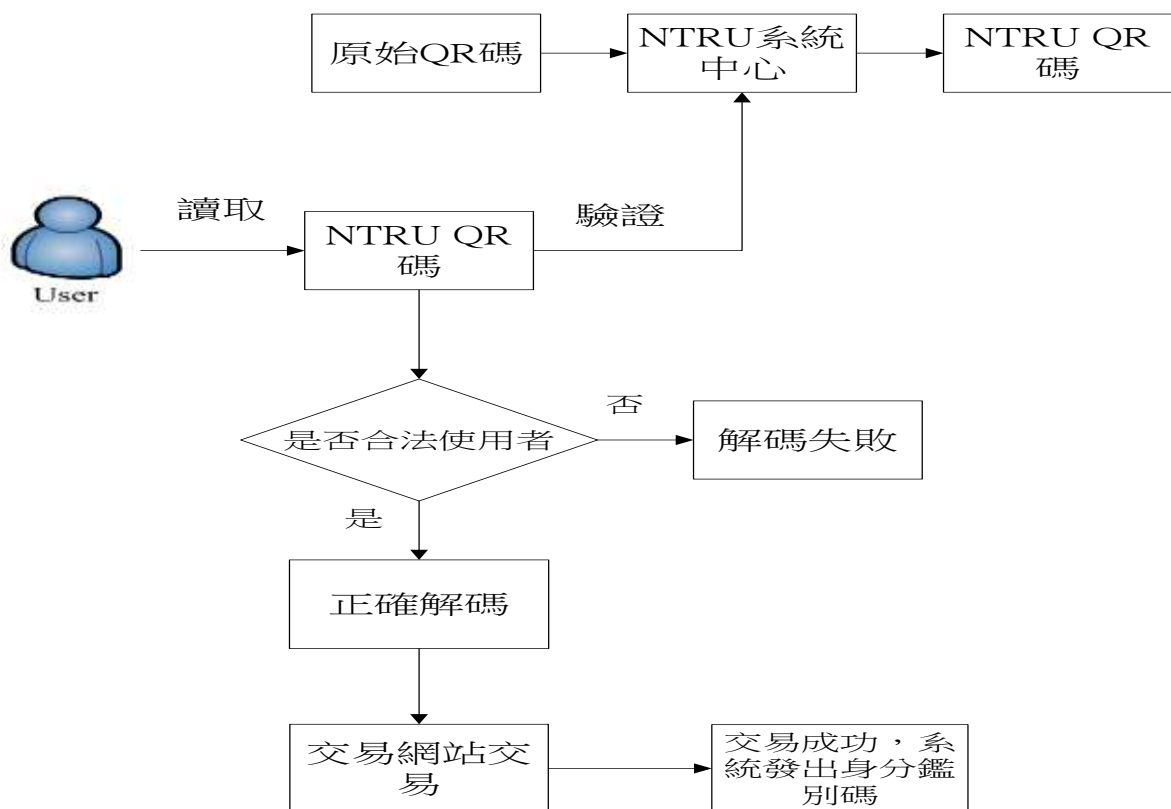 原始QR碼
NTRU系統
中心
NTRU QR
碼
讀取
驗證
NTRU QR
碼
User
否
是否合法使用者
解碼失敗
是
正確解碼
交易網站交
易
交易成功，系
統發出身分鑑
別碼